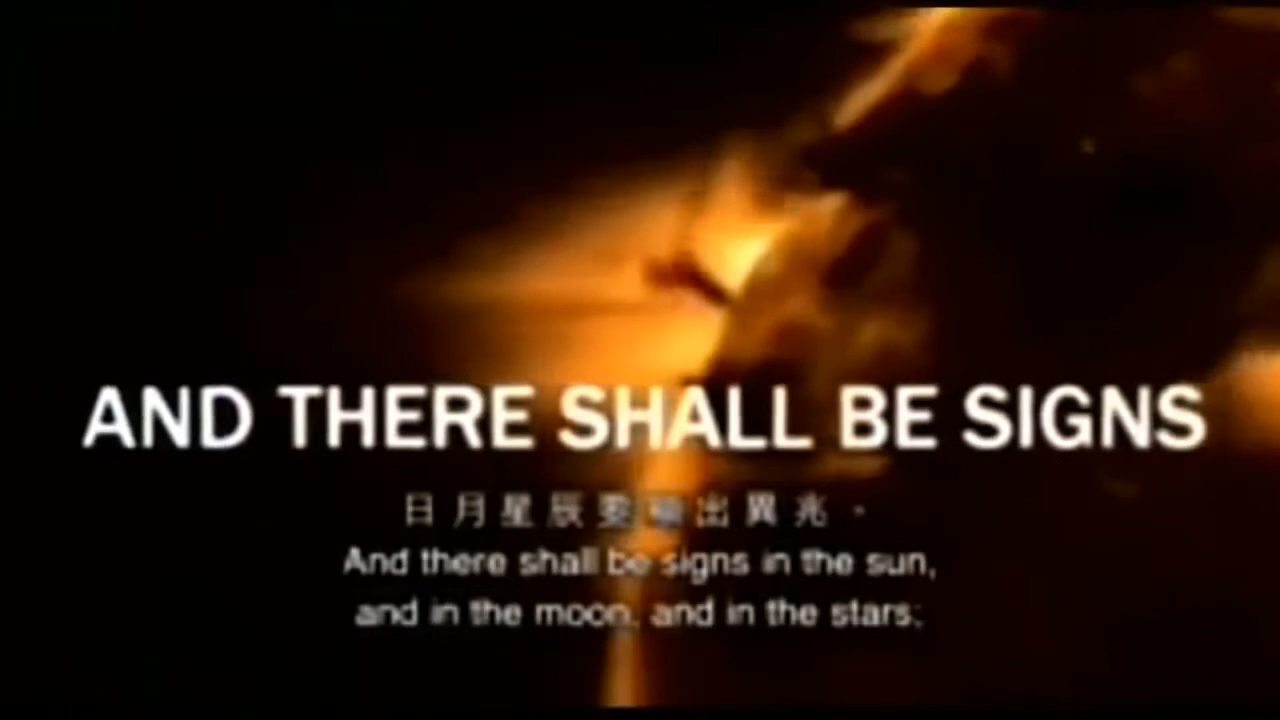 AND THERE SHALL BE SIGNS
日月星辰要顯出異兆。
And there shall be signs in the sun,
and in the moon, and in the stars;